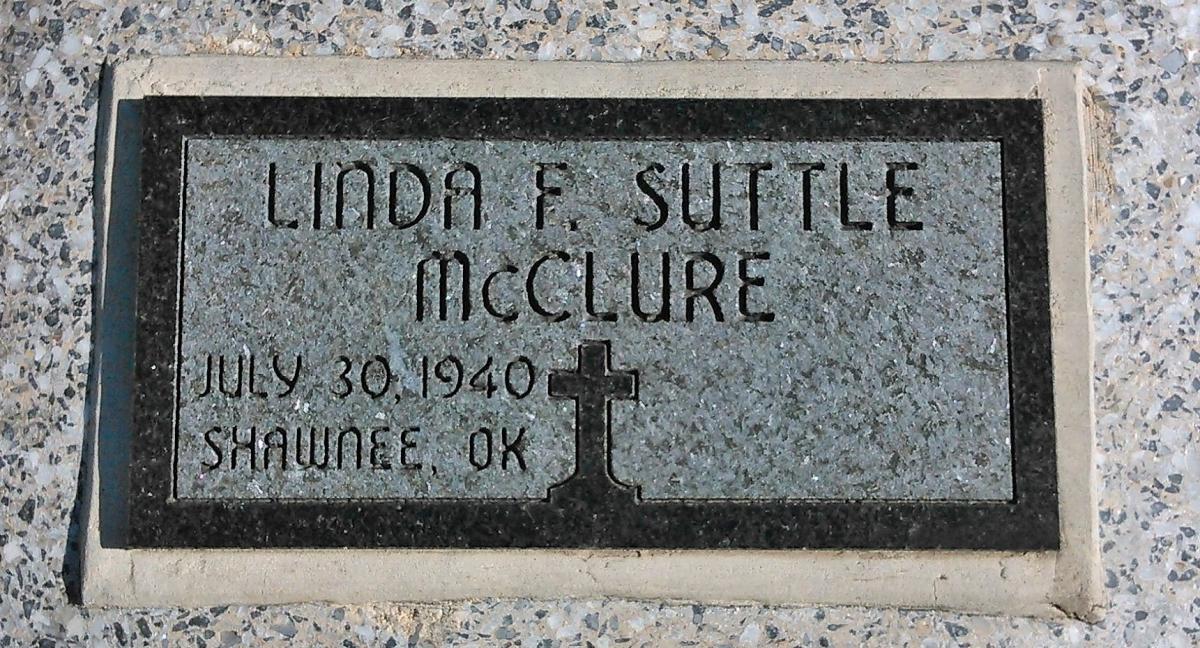 LINDA F. SUTTLE
McCLURE
JULY 30, 1940
SHAWNEE, OK